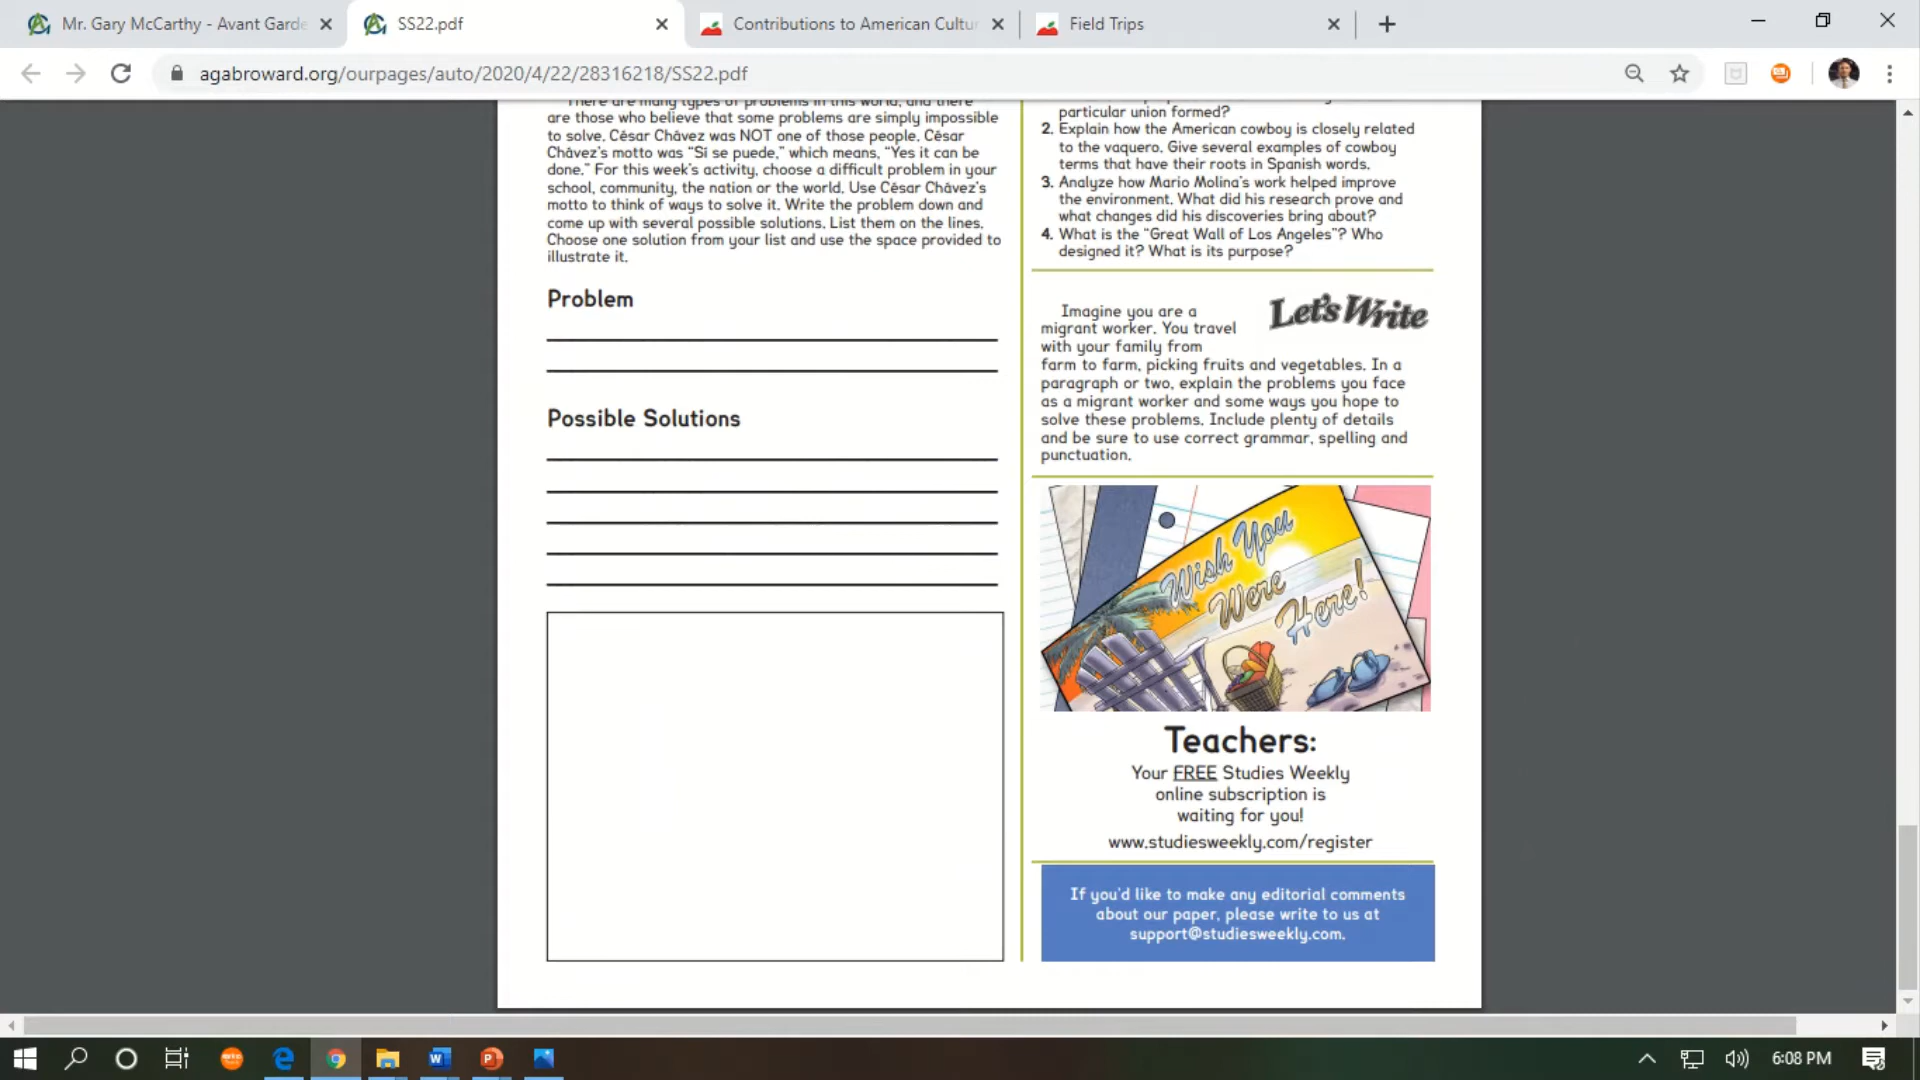 Mr. Gary McCarthy - Avant Garde
SS22.pdf
Contributions to American Cultur
Field Trips
agabroward.org/ourpages/auto/2020/4/22/28316218/SS22.pdf
There are many types of problems in this world, and there
are those who believe that some problems are simply impossible
to solve. César Chávez was NOT one of those people. César
Chávez's motto was “Si se puede,” which means, “Yes it can be
done.” For this week's activity, choose a difficult problem in your
school, community, the nation or the world. Use César Chávez's
motto to think of ways to solve it. Write the problem down and
come up with several possible solutions. List them on the lines.
Choose one solution from your list and use the space provided to
illustrate it.
Problem
Possible Solutions
particular union formed?
2. Explain how the American cowboy is closely related
to the vaquero. Give several examples of cowboy
terms that have their roots in Spanish words.
3. Analyze how Mario Molina's work helped improve
the environment. What did his research prove and
what changes did his discoveries bring about?
4. What is the “Great Wall of Los Angeles”? Who
designed it? What is its purpose?
Let's Write
Imagine you are a
migrant worker. You travel
with your family from
farm to farm, picking fruits and vegetables. In a
paragraph or two, explain the problems you face
as a migrant worker and some ways you hope to
solve these problems. Include plenty of details
and be sure to use correct grammar, spelling and
punctuation.
Wish You
Were
Here!
Teachers:
Your FREE Studies Weekly
online subscription is
waiting for you!
www.studiesweekly.com/register
If you'd like to make any editorial comments
about our paper, please write to us at
support@studiesweekly.com.
6:08 PM